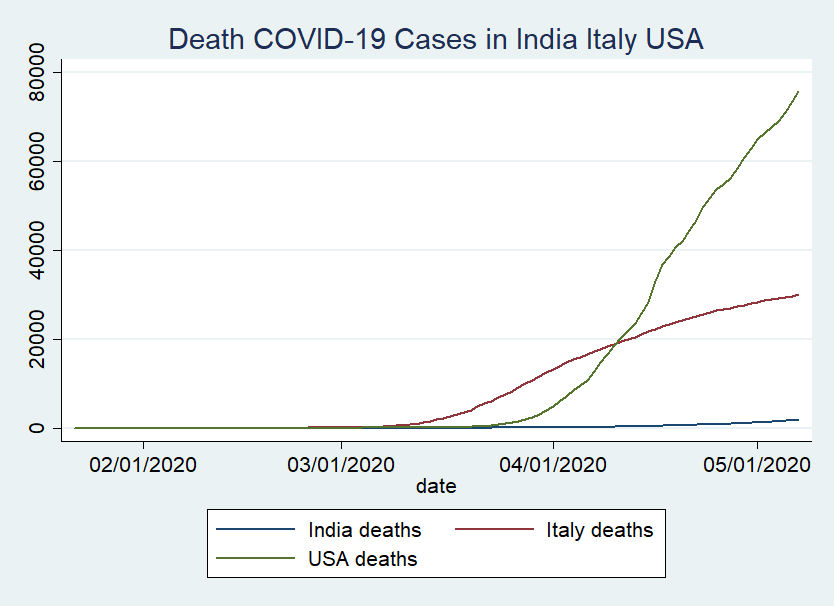 Death COVID-19 Cases in India Italy USA
80000
60000
40000
20000
0
02/01/2020 03/01/2020 04/01/2020 05/01/2020
date
India deaths Italy deaths
USA deaths